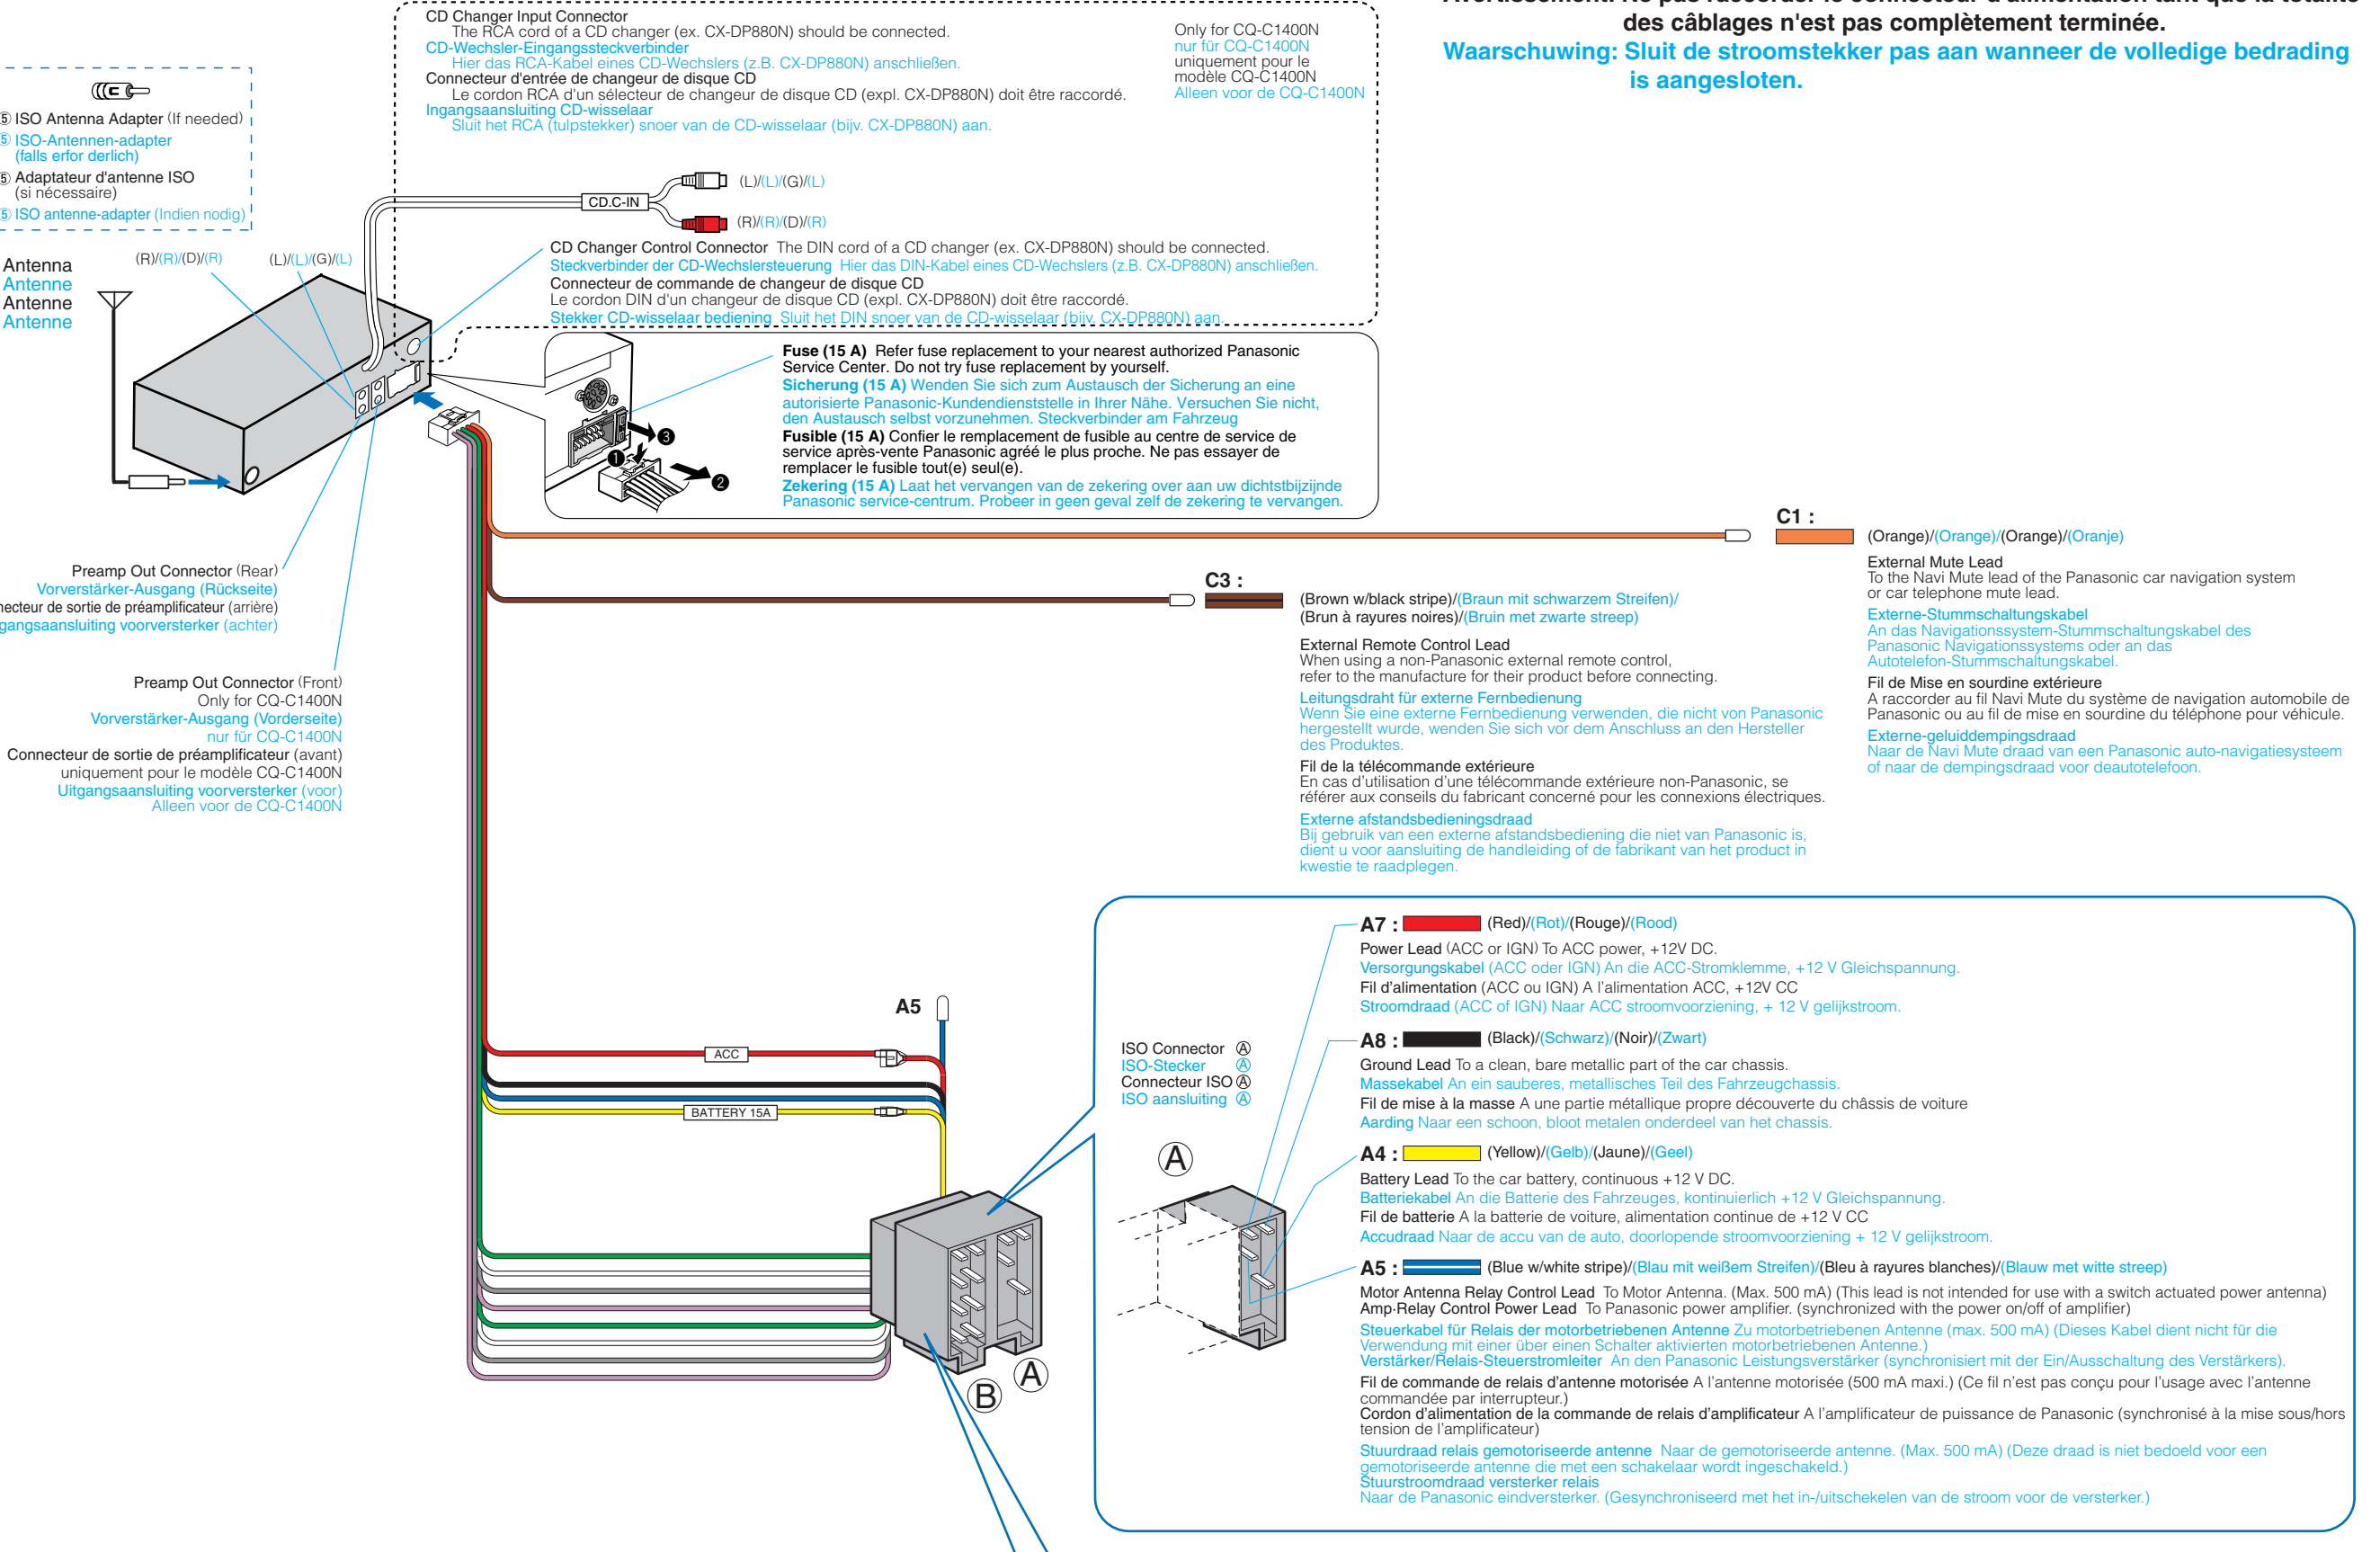 des câblages n'est pas complètement terminée.
Waarschuwing: Sluit de stroomstekker pas aan wanneer de volledige bedrading
is aangesloten.
CD Changer Input Connector
The RCA cord of a CD changer (ex. CX-DP880N) should be connected.
CD-Wechsler-Eingangssteckverbinder
Hier das RCA-Kabel eines CD-Wechslers (z.B. CX-DP880N) anschließen.
Connecteur d'entrée de changeur de disque CD
Le cordon RCA d'un sélecteur de changeur de disque CD (expl. CX-DP880N) doit être raccordé.
Ingangsaansluiting CD-wisselaar
Sluit het RCA (tulpstekker) snoer van de CD-wisselaar (bijv. CX-DP880N) aan.
Only for CQ-C1400N
nur für CQ-C1400N
uniquement pour le
modèle CQ-C1400N
Alleen voor de CQ-C1400N
⑤ ISO Antenna Adapter (If needed)
⑤ ISO-Antennen-adapter
(falls erfor derlich)
⑤ Adaptateur d'antenne ISO
(si nécessaire)
⑤ ISO antenne-adapter (Indien nodig)
CD.C-IN
(L)/(L)/(G)/(L)
(R)/(R)/(D)/(R)
CD Changer Control Connector The DIN cord of a CD changer (ex. CX-DP880N) should be connected.
Steckverbinder der CD-Wechslersteuerung Hier das DIN-Kabel eines CD-Wechslers (z.B. CX-DP880N) anschließen.
Connecteur de commande de changeur de disque CD
Le cordon DIN d'un changeur de disque CD (expl. CX-DP880N) doit être raccordé.
Stekker CD-wisselaar bediening Sluit het DIN snoer van de CD-wisselaar (bijv. CX-DP880N) aan.
Antenna
Antenne
Antenne
Antenne
(R)/(R)/(D)/(R)
(L)/(L)/(G)/(L)
Fuse (15 A) Refer fuse replacement to your nearest authorized Panasonic
Service Center. Do not try fuse replacement by yourself.
Sicherung (15 A) Wenden Sie sich zum Austausch der Sicherung an eine
autorisierte Panasonic-Kundendienststelle in Ihrer Nähe. Versuchen Sie nicht,
den Austausch selbst vorzunehmen. Steckverbinder am Fahrzeug
Fusible (15 A) Confier le remplacement de fusible au centre de service de
service après-vente Panasonic agréé le plus proche. Ne pas essayer de
remplacer le fusible tout(e) seul(e).
Zekering (15 A) Laat het vervangen van de zekering over aan uw dichtstbijzijnde
Panasonic service-centrum. Probeer in geen geval zelf de zekering te vervangen.
❸
❶
❷
Preamp Out Connector (Rear)
Vorverstärker-Ausgang (Rückseite)
necteur de sortie de préamplificateur (arrière)
gangsaansluiting voorversterker (achter)
Preamp Out Connector (Front)
Only for CQ-C1400N
Vorverstärker-Ausgang (Vorderseite)
nur für CQ-C1400N
Connecteur de sortie de préamplificateur (avant)
uniquement pour le modèle CQ-C1400N
Uitgangsaansluiting voorversterker (voor)
Alleen voor de CQ-C1400N
C1 :
(Orange)/(Orange)/(Orange)/(Oranje)
External Mute Lead
To the Navi Mute lead of the Panasonic car navigation system
or car telephone mute lead.
Externe-Stummschaltungskabel
An das Navigationssystem-Stummschaltungskabel des
Panasonic Navigationssystems oder an das
Autotelefon-Stummschaltungskabel.
Fil de Mise en sourdine extérieure
A raccorder au fil Navi Mute du système de navigation automobile de
Panasonic ou au fil de mise en sourdine du téléphone pour véhicule.
Externe-geluiddempingsdraad
Naar de Navi Mute draad van een Panasonic auto-navigatiesysteem
of naar de dempingsdraad voor deautotelefoon.
C3 :
(Brown w/black stripe)/(Braun mit schwarzem Streifen)/
(Brun à rayures noires)/(Bruin met zwarte streep)
External Remote Control Lead
When using a non-Panasonic external remote control,
refer to the manufacture for their product before connecting.
Leitungsdraht für externe Fernbedienung
Wenn Sie eine externe Fernbedienung verwenden, die nicht von Panasonic
hergestellt wurde, wenden Sie sich vor dem Anschluss an den Hersteller
des Produktes.
Fil de la télécommande extérieure
En cas d'utilisation d'une télécommande extérieure non-Panasonic, se
référer aux conseils du fabricant concerné pour les connexions électriques.
Externe afstandsbedieningsdraad
Bij gebruik van een externe afstandsbediening die niet van Panasonic is,
dient u voor aansluiting de handleiding of de fabrikant van het product in
kwestie te raadplegen.
A5
ACC
BATTERY 15A
ISO Connector Ⓐ
ISO-Stecker Ⓐ
Connecteur ISO Ⓐ
ISO aansluiting Ⓐ
Ⓐ
Ⓐ
Ⓑ
A7 : (Red)/(Rot)/(Rouge)/(Rood)
Power Lead (ACC or IGN) To ACC power, +12V DC.
Versorgungskabel (ACC oder IGN) An die ACC-Stromklemme, +12 V Gleichspannung.
Fil d'alimentation (ACC ou IGN) A l'alimentation ACC, +12V CC
Stroomdraad (ACC of IGN) Naar ACC stroomvoorziening, + 12 V gelijkstroom.
A8 : (Black)/(Schwarz)/(Noir)/(Zwart)
Ground Lead To a clean, bare metallic part of the car chassis.
Massekabel An ein sauberes, metallisches Teil des Fahrzeugchassis.
Fil de mise à la masse A une partie métallique propre découverte du châssis de voiture
Aarding Naar een schoon, bloot metalen onderdeel van het chassis.
A4 : (Yellow)/(Gelb)/(Jaune)/(Geel)
Battery Lead To the car battery, continuous +12 V DC.
Batteriekabel An die Batterie des Fahrzeuges, kontinuierlich +12 V Gleichspannung.
Fil de batterie A la batterie de voiture, alimentation continue de +12 V CC
Accudraad Naar de accu van de auto, doorlopende stroomvoorziening + 12 V gelijkstroom.
A5 : (Blue w/white stripe)/(Blau mit weißem Streifen)/(Bleu à rayures blanches)/(Blauw met witte streep)
Motor Antenna Relay Control Lead To Motor Antenna. (Max. 500 mA) (This lead is not intended for use with a switch actuated power antenna)
Amp·Relay Control Power Lead To Panasonic power amplifier. (synchronized with the power on/off of amplifier)
Steuerkabel für Relais der motorbetriebenen Antenne Zu motorbetriebenen Antenne (max. 500 mA) (Dieses Kabel dient nicht für die
Verwendung mit einer über einen Schalter aktivierten motorbetriebenen Antenne.)
Verstärker/Relais-Steuerstromleiter An den Panasonic Leistungsverstärker (synchronisiert mit der Ein/Ausschaltung des Verstärkers).
Fil de commande de relais d'antenne motorisée A l'antenne motorisée (500 mA maxi.) (Ce fil n'est pas conçu pour l'usage avec l'antenne
commandée par interrupteur.)
Cordon d'alimentation de la commande de relais d'amplificateur A l'amplificateur de puissance de Panasonic (synchronisé à la mise sous/hors
tension de l'amplificateur)
Stuurdraad relais gemotoriseerde antenne Naar de gemotoriseerde antenne. (Max. 500 mA) (Deze draad is niet bedoeld voor een
gemotoriseerde antenne die met een schakelaar wordt ingeschakeld.)
Stuurstroomdraad versterker relais
Naar de Panasonic eindversterker. (Gesynchroniseerd met het in-/uitschekelen van de stroom voor de versterker.)